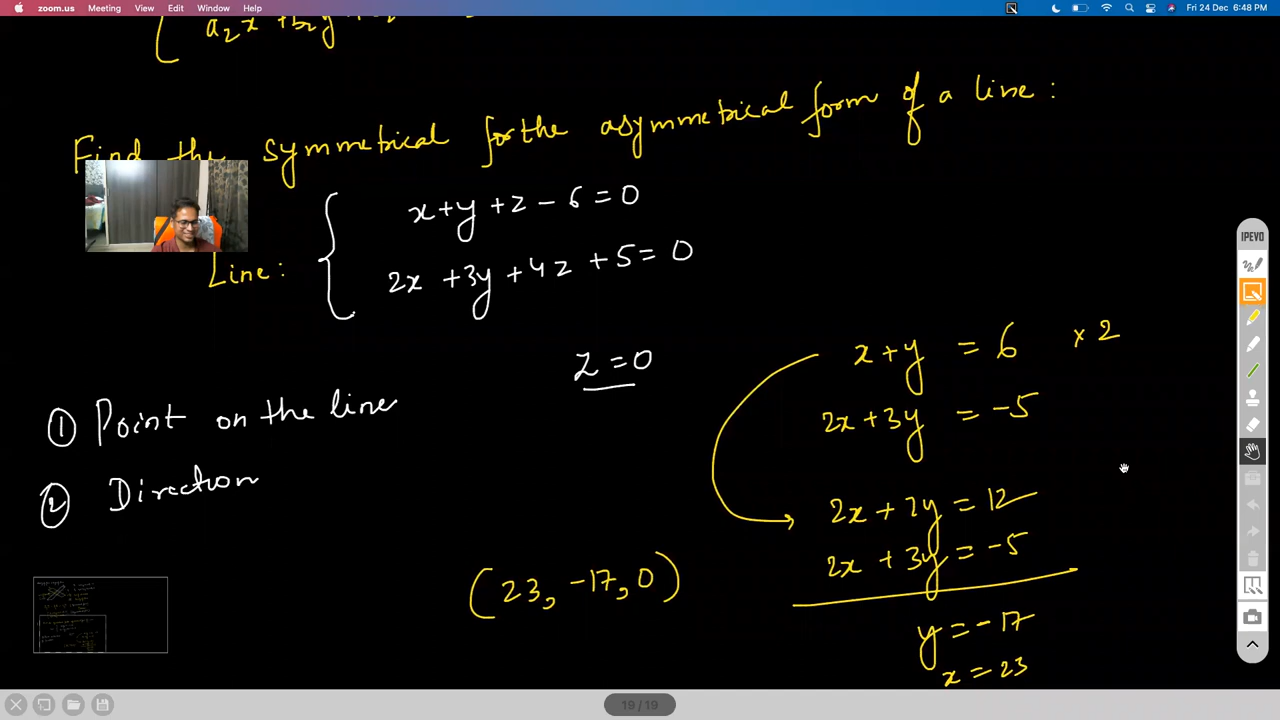 zoom.us Meeting View Edit Window Help Fri 24 Dec 6:48 PM
a₂x + b₂y
Find the symmetrical for the asymmetrical form of a line:
Line: x+y+z-6=0
2x+3y+4z+5=0
z=0
x+y = 6 ×2
① Point on the line
2x+3y = -5
② Direction
2x+2y = 12
2x+3y = -5
(23, -17, 0)
y = -17
x = 23
IPEVO
19 / 19